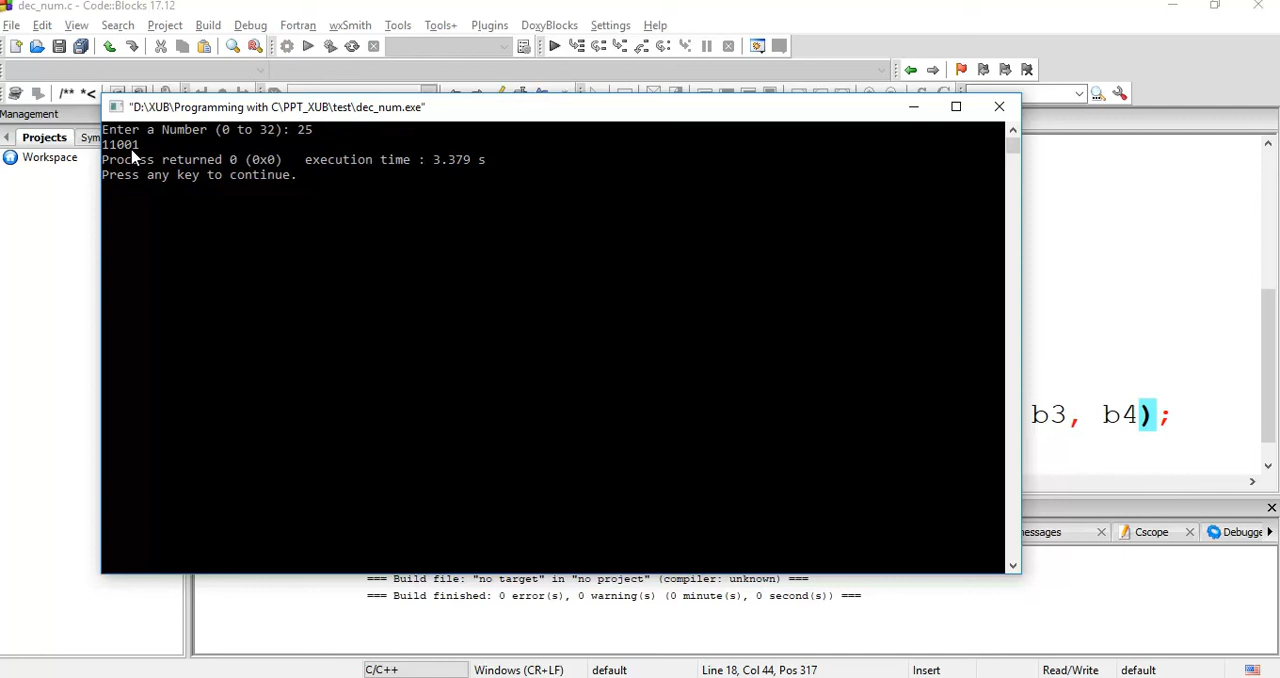 dec_num.c - Code::Blocks 17.12
File Edit View Search Project Build Debug Fortran wxSmith Tools Tools+ Plugins DoxyBlocks Settings Help
/** *<
Management
"D:\XUB\Programming with C\PPT_XUB\test\dec_num.exe"
Projects Sym
Workspace
Enter a Number (0 to 32): 25
11001
Process returned 0 (0x0)   execution time : 3.379 s
Press any key to continue.
b3, b4);
messages Cscope Debugge
=== Build file: "no target" in "no project" (compiler: unknown) ===
=== Build finished: 0 error(s), 0 warning(s) (0 minute(s), 0 second(s)) ===
C/C++ Windows (CR+LF) default Line 18, Col 44, Pos 317 Insert Read/Write default